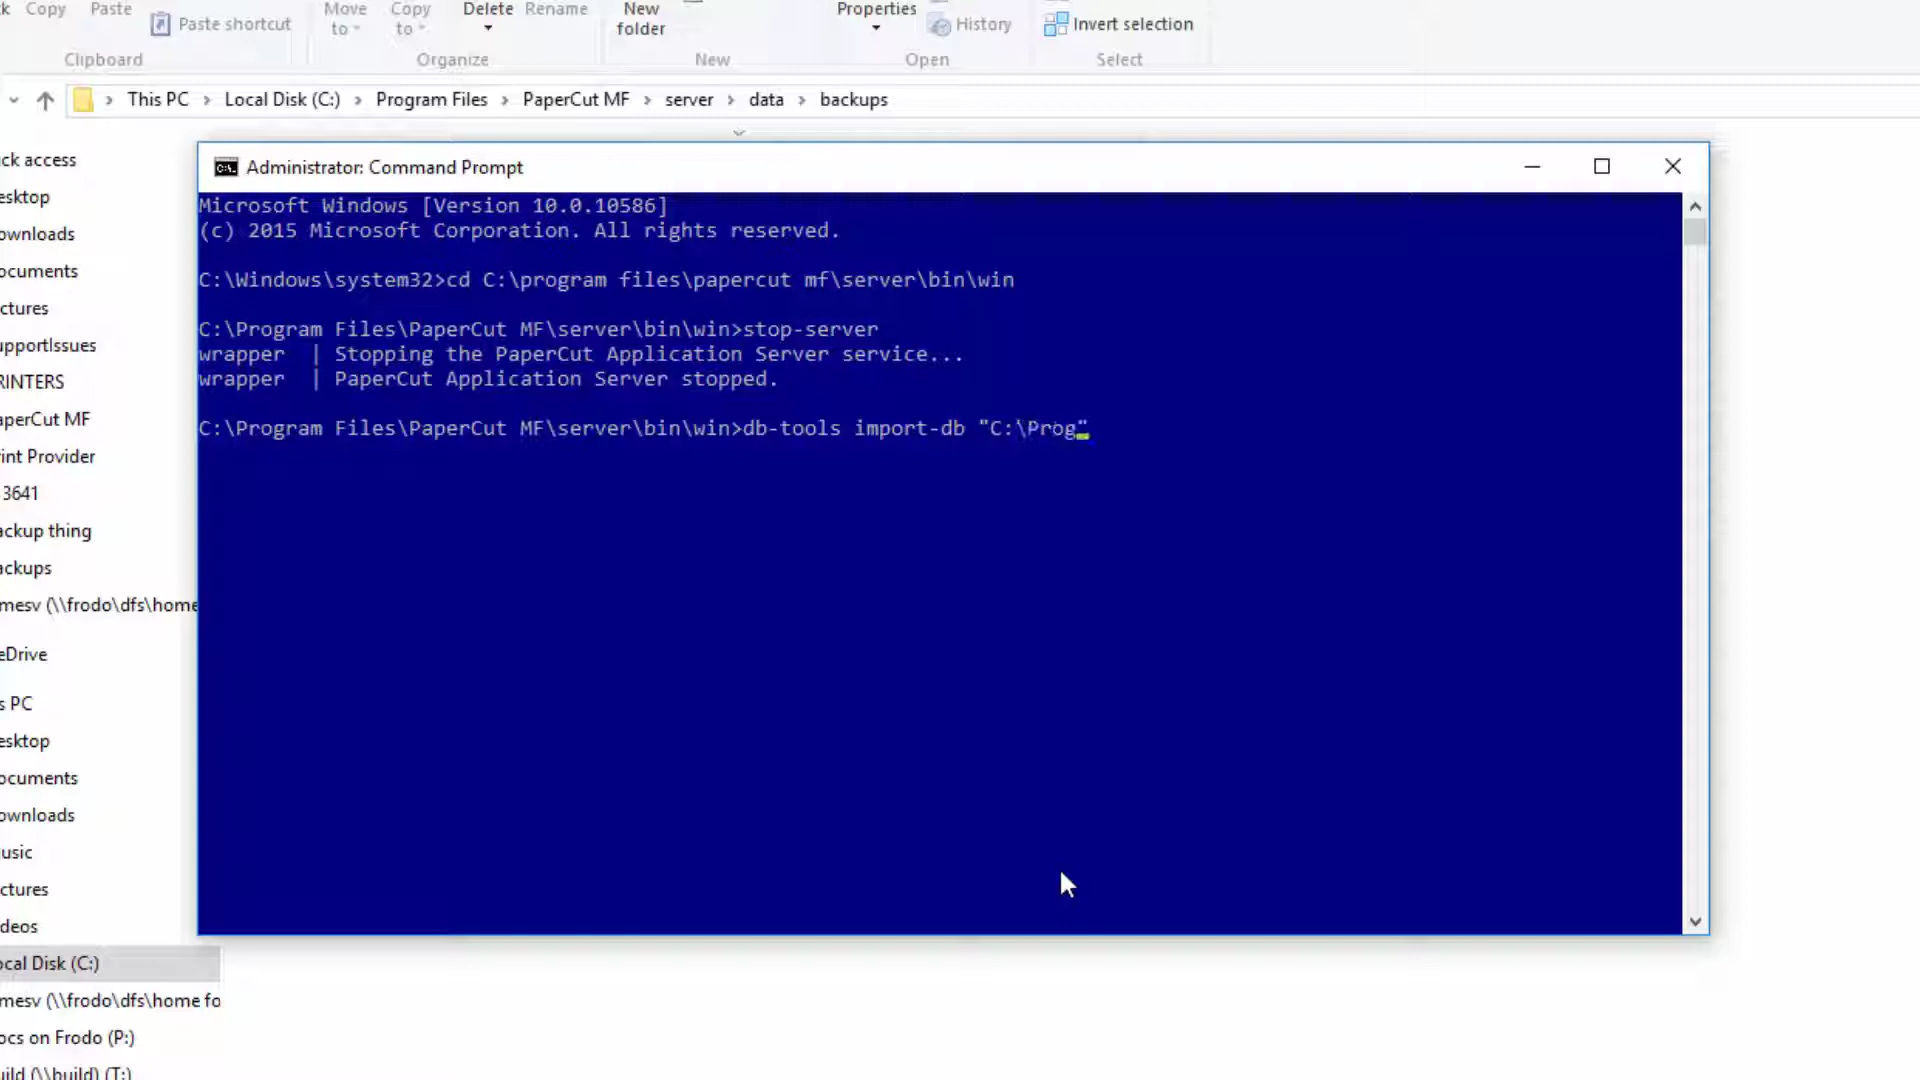 Copy Paste Move Copy Delete Rename New Properties
Paste shortcut to to folder History Invert selection
Clipboard Organize New Open Select
This PC Local Disk (C:) Program Files PaperCut MF server data backups
Administrator: Command Prompt
Microsoft Windows [Version 10.0.10586]
(c) 2015 Microsoft Corporation. All rights reserved.
C:\Windows\system32>cd C:\program files\papercut mf\server\bin\win
C:\Program Files\PaperCut MF\server\bin\win>stop-server
wrapper | Stopping the PaperCut Application Server service...
wrapper | PaperCut Application Server stopped.
C:\Program Files\PaperCut MF\server\bin\win>db-tools import-db "C:\Prog"
ck access
esktop
ownloads
ocuments
ctures
upportIssues
RINTERS
aperCut MF
int Provider
3641
ackup thing
ackups
mesv (\\frodo\dfs\home
eDrive
s PC
esktop
ocuments
ownloads
usic
ctures
deos
ocal Disk (C:)
mesv (\\frodo\dfs\home fo
ocs on Frodo (P:)
uild (\\build) (T:)